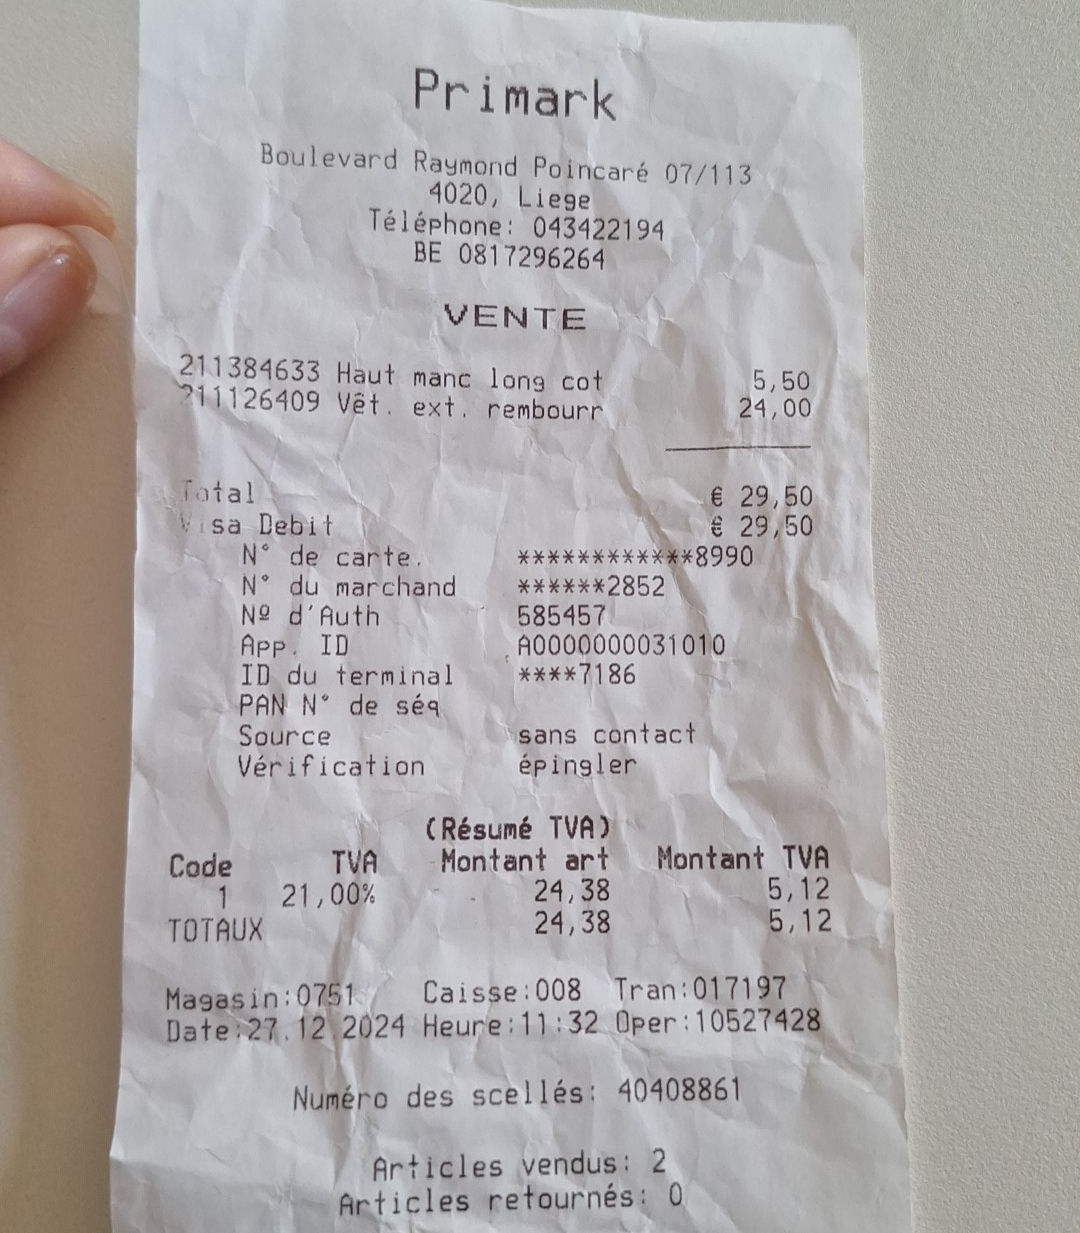 Primark
Boulevard Raymond Poincaré 07/113
4020, Liege
Téléphone: 043422194
BE 0817296264
VENTE
211384633 Haut manc long cot 5,50
211126409 Vêt. ext. rembourr 24,00
Total € 29,50
Visa Debit € 29,50
N° de carte. ************8990
N° du marchand ******2852
Nº d'Auth 585457
App. ID A0000000031010
ID du terminal ****7186
PAN N° de séq
Source sans contact
Vérification épingler
(Résumé TVA)
Code TVA Montant art Montant TVA
1 21,00% 24,38 5,12
TOTAUX 24,38 5,12
Magasin:0751 Caisse:008 Tran:017197
Date:27.12.2024 Heure:11:32 Oper:10527428
Numéro des scellés: 40408861
Articles vendus: 2
Articles retournés: 0